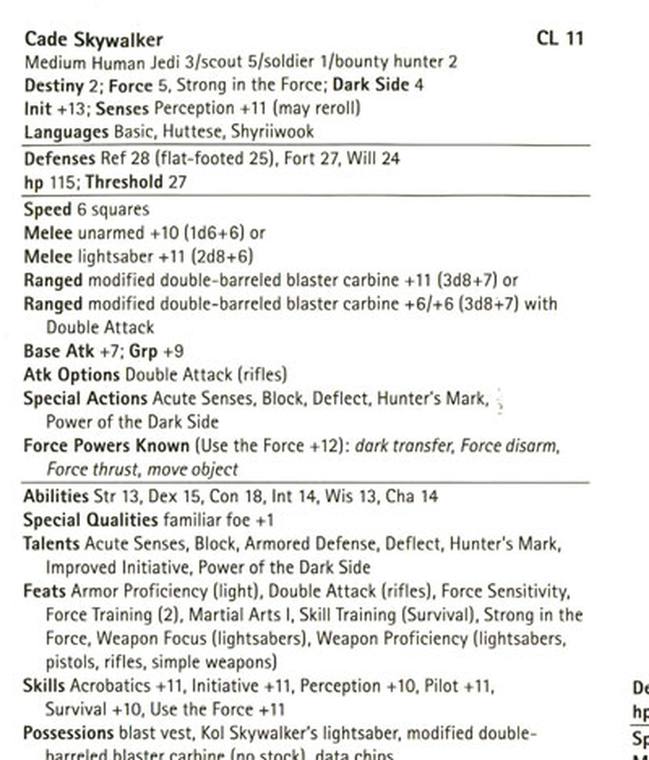 Cade Skywalker CL 11
Medium Human Jedi 3/scout 5/soldier 1/bounty hunter 2
Destiny 2; Force 5, Strong in the Force; Dark Side 4
Init +13; Senses Perception +11 (may reroll)
Languages Basic, Huttese, Shyriiwook
Defenses Ref 28 (flat-footed 25), Fort 27, Will 24
hp 115; Threshold 27
Speed 6 squares
Melee unarmed +10 (1d6+6) or
Melee lightsaber +11 (2d8+6)
Ranged modified double-barreled blaster carbine +11 (3d8+7) or
Ranged modified double-barreled blaster carbine +6/+6 (3d8+7) with
Double Attack
Base Atk +7; Grp +9
Atk Options Double Attack (rifles)
Special Actions Acute Senses, Block, Deflect, Hunter's Mark,
Power of the Dark Side
Force Powers Known (Use the Force +12): dark transfer, Force disarm,
Force thrust, move object
Abilities Str 13, Dex 15, Con 18, Int 14, Wis 13, Cha 14
Special Qualities familiar foe +1
Talents Acute Senses, Block, Armored Defense, Deflect, Hunter's Mark,
Improved Initiative, Power of the Dark Side
Feats Armor Proficiency (light), Double Attack (rifles), Force Sensitivity,
Force Training (2), Martial Arts I, Skill Training (Survival), Strong in the
Force, Weapon Focus (lightsabers), Weapon Proficiency (lightsabers,
pistols, rifles, simple weapons)
Skills Acrobatics +11, Initiative +11, Perception +10, Pilot +11,
Survival +10, Use the Force +11
Possessions blast vest, Kol Skywalker's lightsaber, modified double-
barreled blaster carbine (no stock), data chips
De
hp
Sp